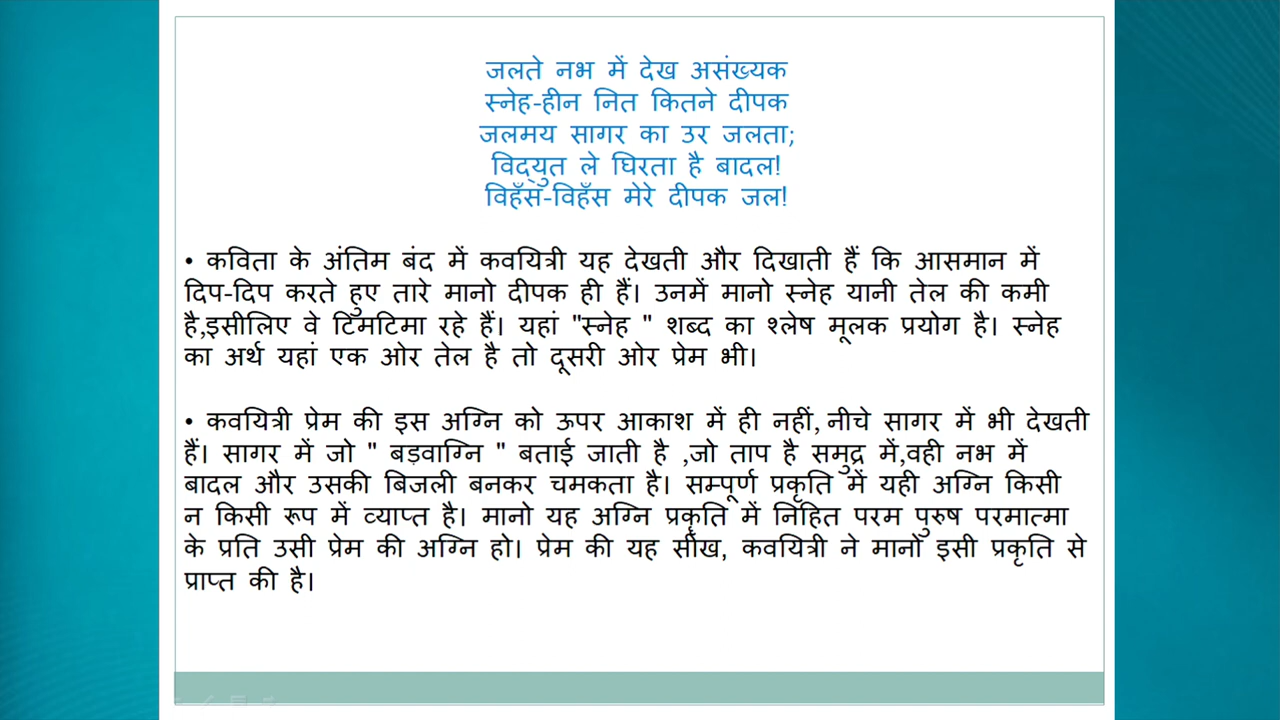 जलते नभ में देख असंख्यक
स्नेह-हीन नित कितने दीपक
जलमय सागर का उर जलता;
विद्युत ले घिरता है बादल!
विहँस-विहँस मेरे दीपक जल!
• कविता के अंतिम बंद में कवयित्री यह देखती और दिखाती हैं कि आसमान में
दिप-दिप करते हुए तारे मानो दीपक ही हैं। उनमें मानो स्नेह यानी तेल की कमी
है,इसीलिए वे टिमटिमा रहे हैं। यहां "स्नेह " शब्द का श्लेष मूलक प्रयोग है। स्नेह
का अर्थ यहां एक ओर तेल है तो दूसरी ओर प्रेम भी।
• कवयित्री प्रेम की इस अग्नि को ऊपर आकाश में ही नहीं, नीचे सागर में भी देखती
हैं। सागर में जो " बड़वाग्नि " बताई जाती है ,जो ताप है समुद्र में,वही नभ में
बादल और उसकी बिजली बनकर चमकता है। सम्पूर्ण प्रकृति में यही अग्नि किसी
न किसी रूप में व्याप्त है। मानो यह अग्नि प्रकृति में निहित परम पुरुष परमात्मा
के प्रति उसी प्रेम की अग्नि हो। प्रेम की यह सीख, कवयित्री ने मानो इसी प्रकृति से
प्राप्त की है।